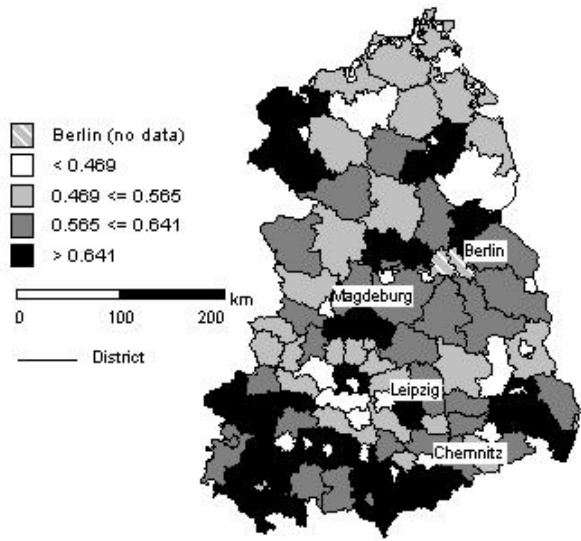 Berlin (no data)
< 0.469
0.469 <= 0.565
0.565 <= 0.641
> 0.641
km
0 100 200
District
Berlin
Magdeburg
Leipzig
Chemnitz